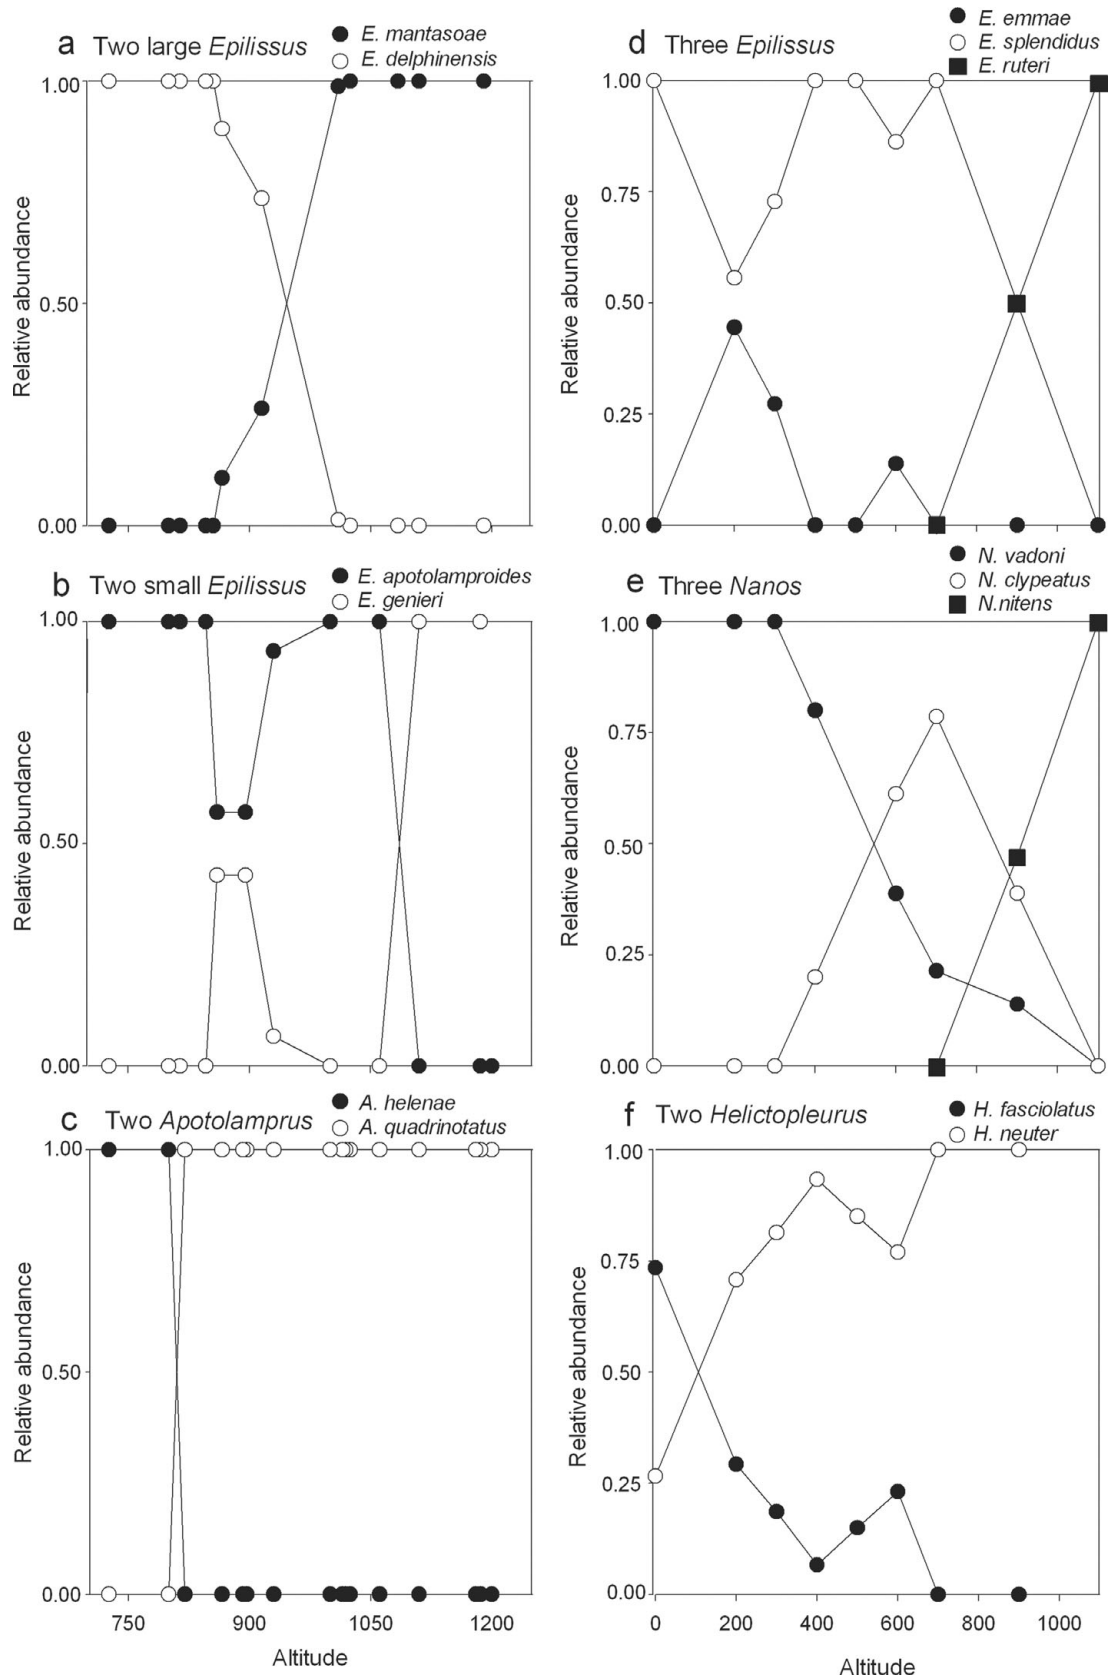 a Two large Epilissus
E. mantasoae
E. delphinensis
1.00
0.50
0.00
Relative abundance
b Two small Epilissus
E. apotolamproides
E. genieri
1.00
0.50
0.00
Relative abundance
c Two Apotolamprus
A. helenae
A. quadrinotatus
1.00
0.50
0.00
Relative abundance
750 900 1050 1200
Altitude
d Three Epilissus
E. emmae
E. splendidus
E. ruteri
1.00
0.75
0.50
0.25
0.00
Relative abundance
e Three Nanos
N. vadoni
N. clypeatus
N.nitens
1.00
0.75
0.50
0.25
0.00
Relative abundance
f Two Helictopleurus
H. fasciolatus
H. neuter
1.00
0.75
0.50
0.25
0.00
Relative abundance
0 200 400 600 800 1000
Altitude